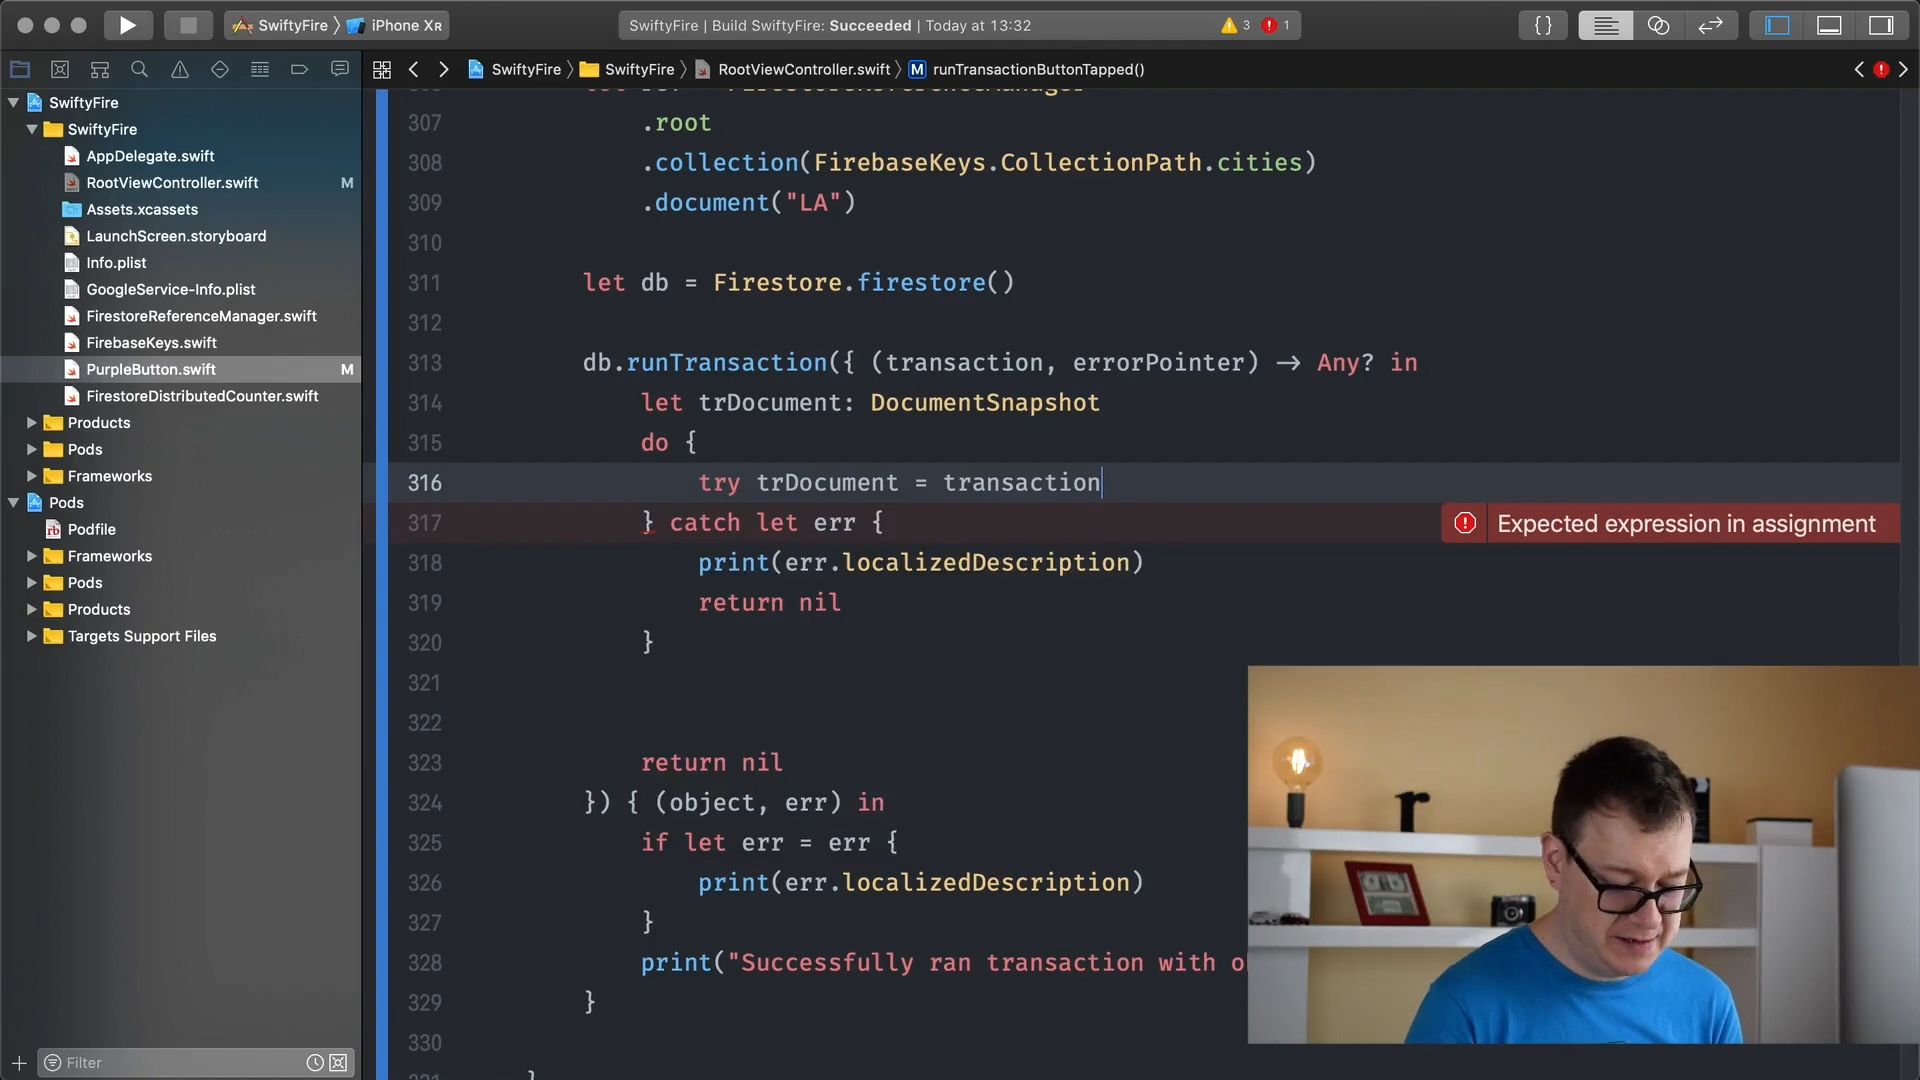 SwiftyFire
iPhone XR
SwiftyFire | Build SwiftyFire: Succeeded | Today at 13:32
3
1
{}
SwiftyFire
SwiftyFire
RootViewController.swift
M
runTransactionButtonTapped()
SwiftyFire
SwiftyFire
AppDelegate.swift
RootViewController.swift M
Assets.xcassets
LaunchScreen.storyboard
Info.plist
GoogleService-Info.plist
FirestoreReferenceManager.swift
FirebaseKeys.swift
PurpleButton.swift M
FirestoreDistributedCounter.swift
Products
Pods
Frameworks
Pods
rb Podfile
Frameworks
Pods
Products
Targets Support Files
Filter
307 .root
308 .collection(FirebaseKeys.CollectionPath.cities)
309 .document("LA")
310
311 let db = Firestore.firestore()
312
313 db.runTransaction({ (transaction, errorPointer) -> Any? in
314 let trDocument: DocumentSnapshot
315 do {
316 try trDocument = transaction
317 } catch let err {
Expected expression in assignment
318 print(err.localizedDescription)
319 return nil
320 }
321
322
323 return nil
324 }) { (object, err) in
325 if let err = err {
326 print(err.localizedDescription)
327 }
328 print("Successfully ran transaction with
329 }
330